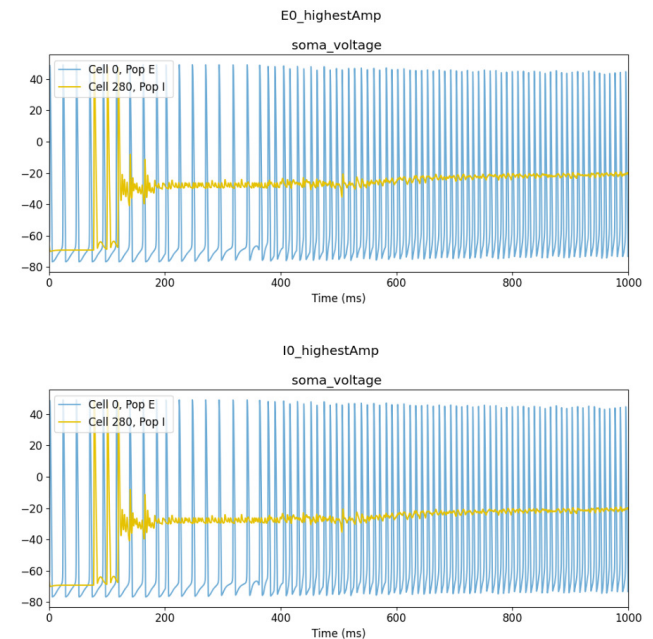 E0_highestAmp
soma_voltage
Cell 0, Pop E
Cell 280, Pop I
40
20
0
−20
−40
−60
−80
0
200
400
600
800
1000
Time (ms)
I0_highestAmp
soma_voltage
Cell 0, Pop E
Cell 280, Pop I
40
20
0
−20
−40
−60
−80
0
200
400
600
800
1000
Time (ms)